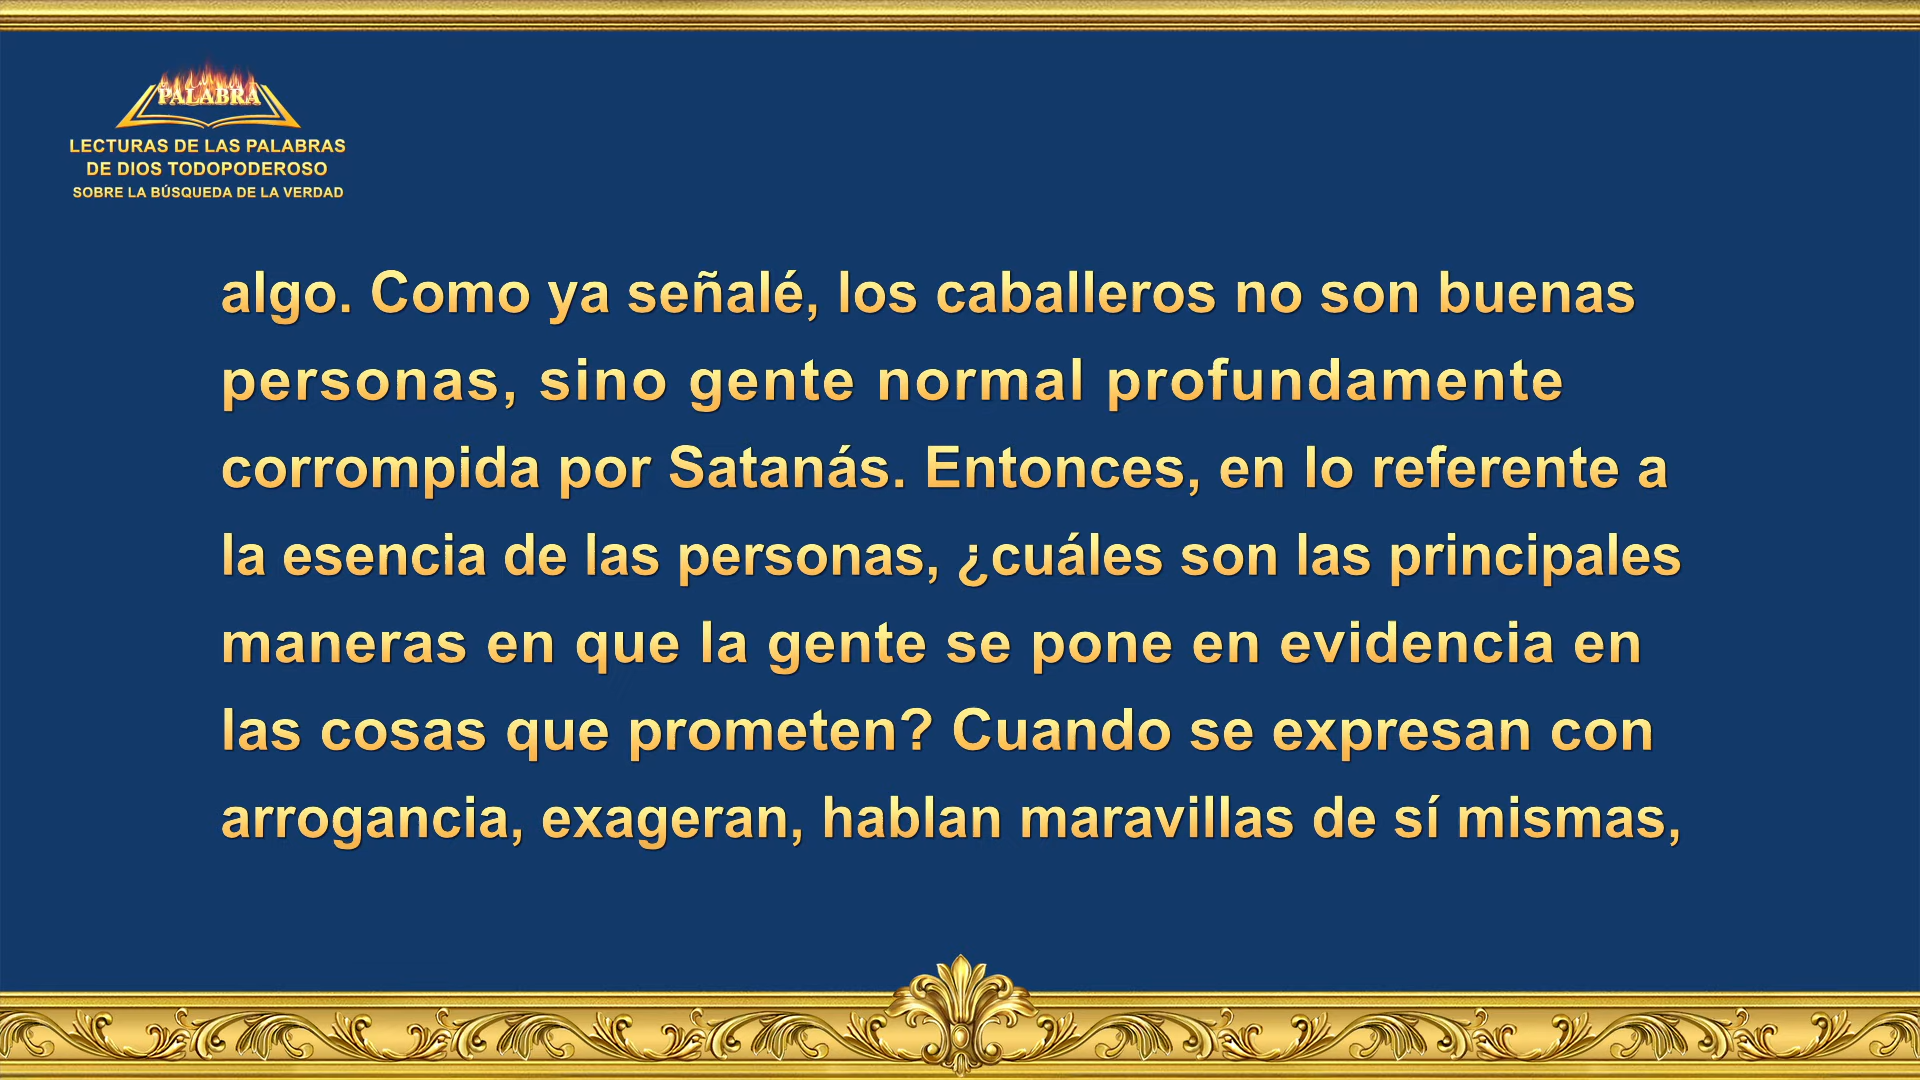 PALABRA
LECTURAS DE LAS PALABRAS
DE DIOS TODOPODEROSO
SOBRE LA BÚSQUEDA DE LA VERDAD
algo. Como ya señalé, los caballeros no son buenas
personas, sino gente normal profundamente
corrompida por Satanás. Entonces, en lo referente a
la esencia de las personas, ¿cuáles son las principales
maneras en que la gente se pone en evidencia en
las cosas que prometen? Cuando se expresan con
arrogancia, exageran, hablan maravillas de sí mismas,